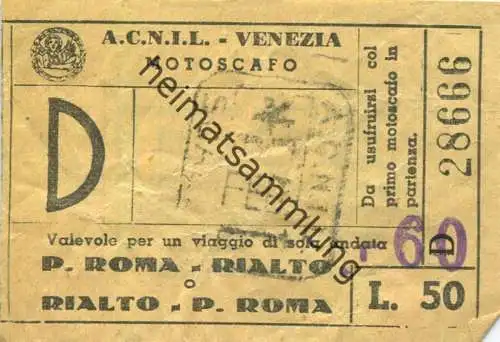 A.C.N.I.L. - VENEZIA
MOTOSCAFO
D
Da usufruirsi col
primo motoscafo in
partenza.
28666
heimatsammlung
Valevole per un viaggio di sola andata
P. ROMA - RIALTO
o
RIALTO - P. ROMA
60
D
L. 50